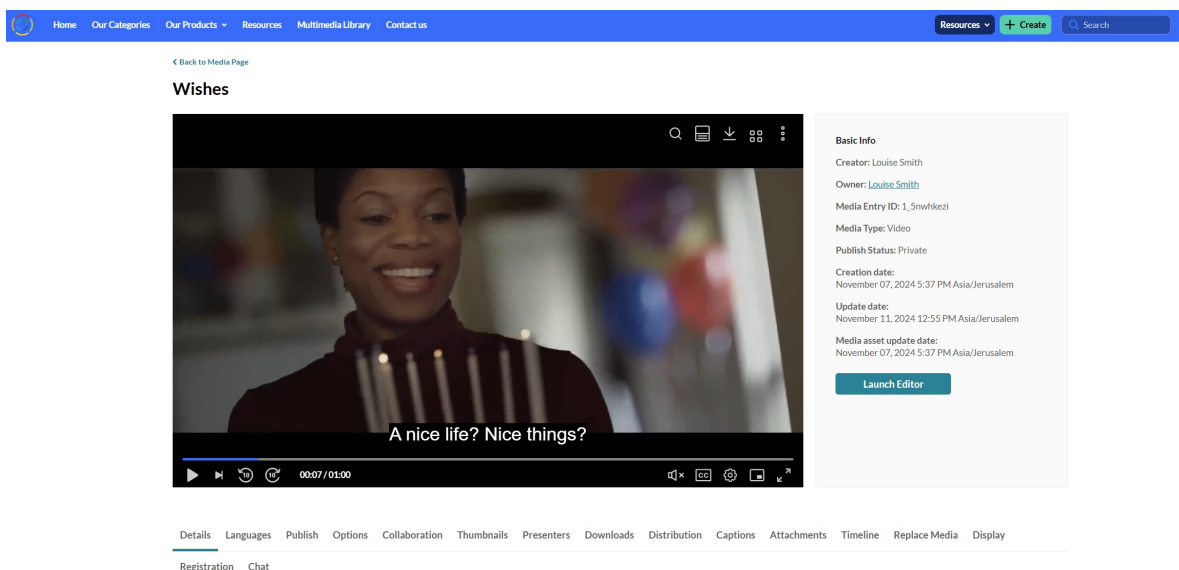 Home Our Categories Our Products Resources Multimedia Library Contact us Resources + Create Search
Back to Media Page
Wishes
Basic Info
Creator: Louise Smith
Owner: Louise Smith
Media Entry ID: 1_5nwhkezi
Media Type: Video
Publish Status: Private
Creation date:
November 07, 2024 5:37 PM Asia/Jerusalem
Update date:
November 11, 2024 12:55 PM Asia/Jerusalem
Media asset update date:
November 07, 2024 5:37 PM Asia/Jerusalem
Launch Editor
A nice life? Nice things?
10 10 00:07 / 01:00 CC
Details Languages Publish Options Collaboration Thumbnails Presenters Downloads Distribution Captions Attachments Timeline Replace Media Display
Registration Chat